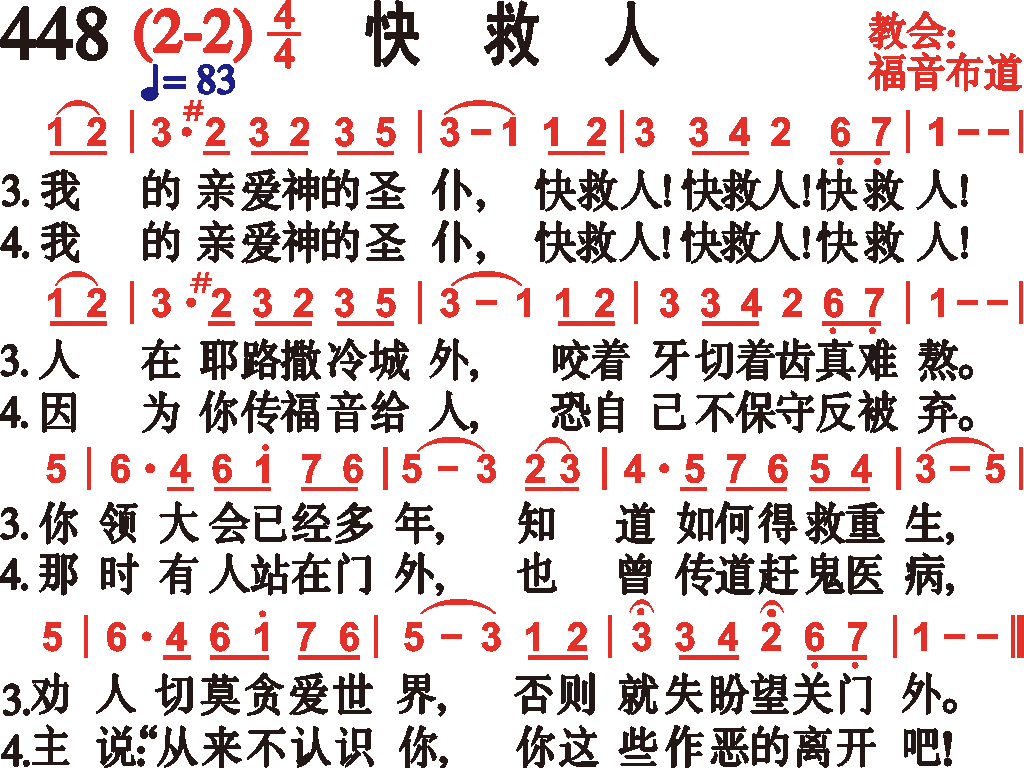 448 (2-2) 4/4 快 救 人 教会:
♩= 83 福音布道
1 2 | 3 · #2 3 2 3 5 | 3 – 1 1 2 | 3 3 4 2 6 7 | 1 – – |
3. 我 的 亲爱神的圣 仆, 快救人! 快救人! 快救 人!
4. 我 的 亲爱神的圣 仆, 快救人! 快救人! 快救 人!
1 2 | 3 · #2 3 2 3 5 | 3 – 1 1 2 | 3 3 4 2 6 7 | 1 – – |
3. 人 在 耶路撒冷城 外, 咬着 牙切着齿真难 熬。
4. 因 为 你传福音给 人, 恐自 己不保守反被 弃。
5 | 6 · 4 6 1 7 6 | 5 – 3 2 3 | 4 · 5 7 6 5 4 | 3 – 5 |
3. 你 领 大 会已经多 年, 知 道 如何得救重 生,
4. 那 时 有 人站在门 外, 也 曾 传道赶鬼医 病,
5 | 6 · 4 6 1 7 6 | 5 – 3 1 2 | 3 3 4 2 6 7 | 1 – – ‖
3. 劝 人 切莫贪爱世 界, 否则 就失盼望关门 外。
4. 主 说:“从来不认识 你, 你这 些作恶的离开 吧!